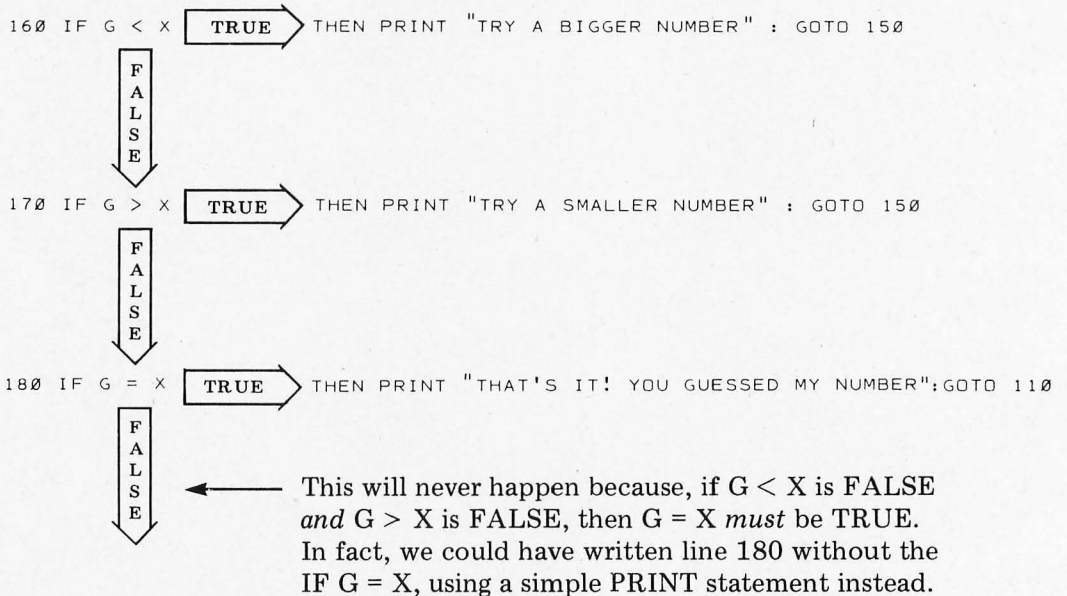 160 IF G < X TRUE THEN PRINT "TRY A BIGGER NUMBER" : GOTO 150
FALSE
170 IF G > X TRUE THEN PRINT "TRY A SMALLER NUMBER" : GOTO 150
FALSE
180 IF G = X TRUE THEN PRINT "THAT'S IT! YOU GUESSED MY NUMBER":GOTO 110
FALSE
This will never happen because, if G < X is FALSE
and G > X is FALSE, then G = X must be TRUE.
In fact, we could have written line 180 without the
IF G = X, using a simple PRINT statement instead.